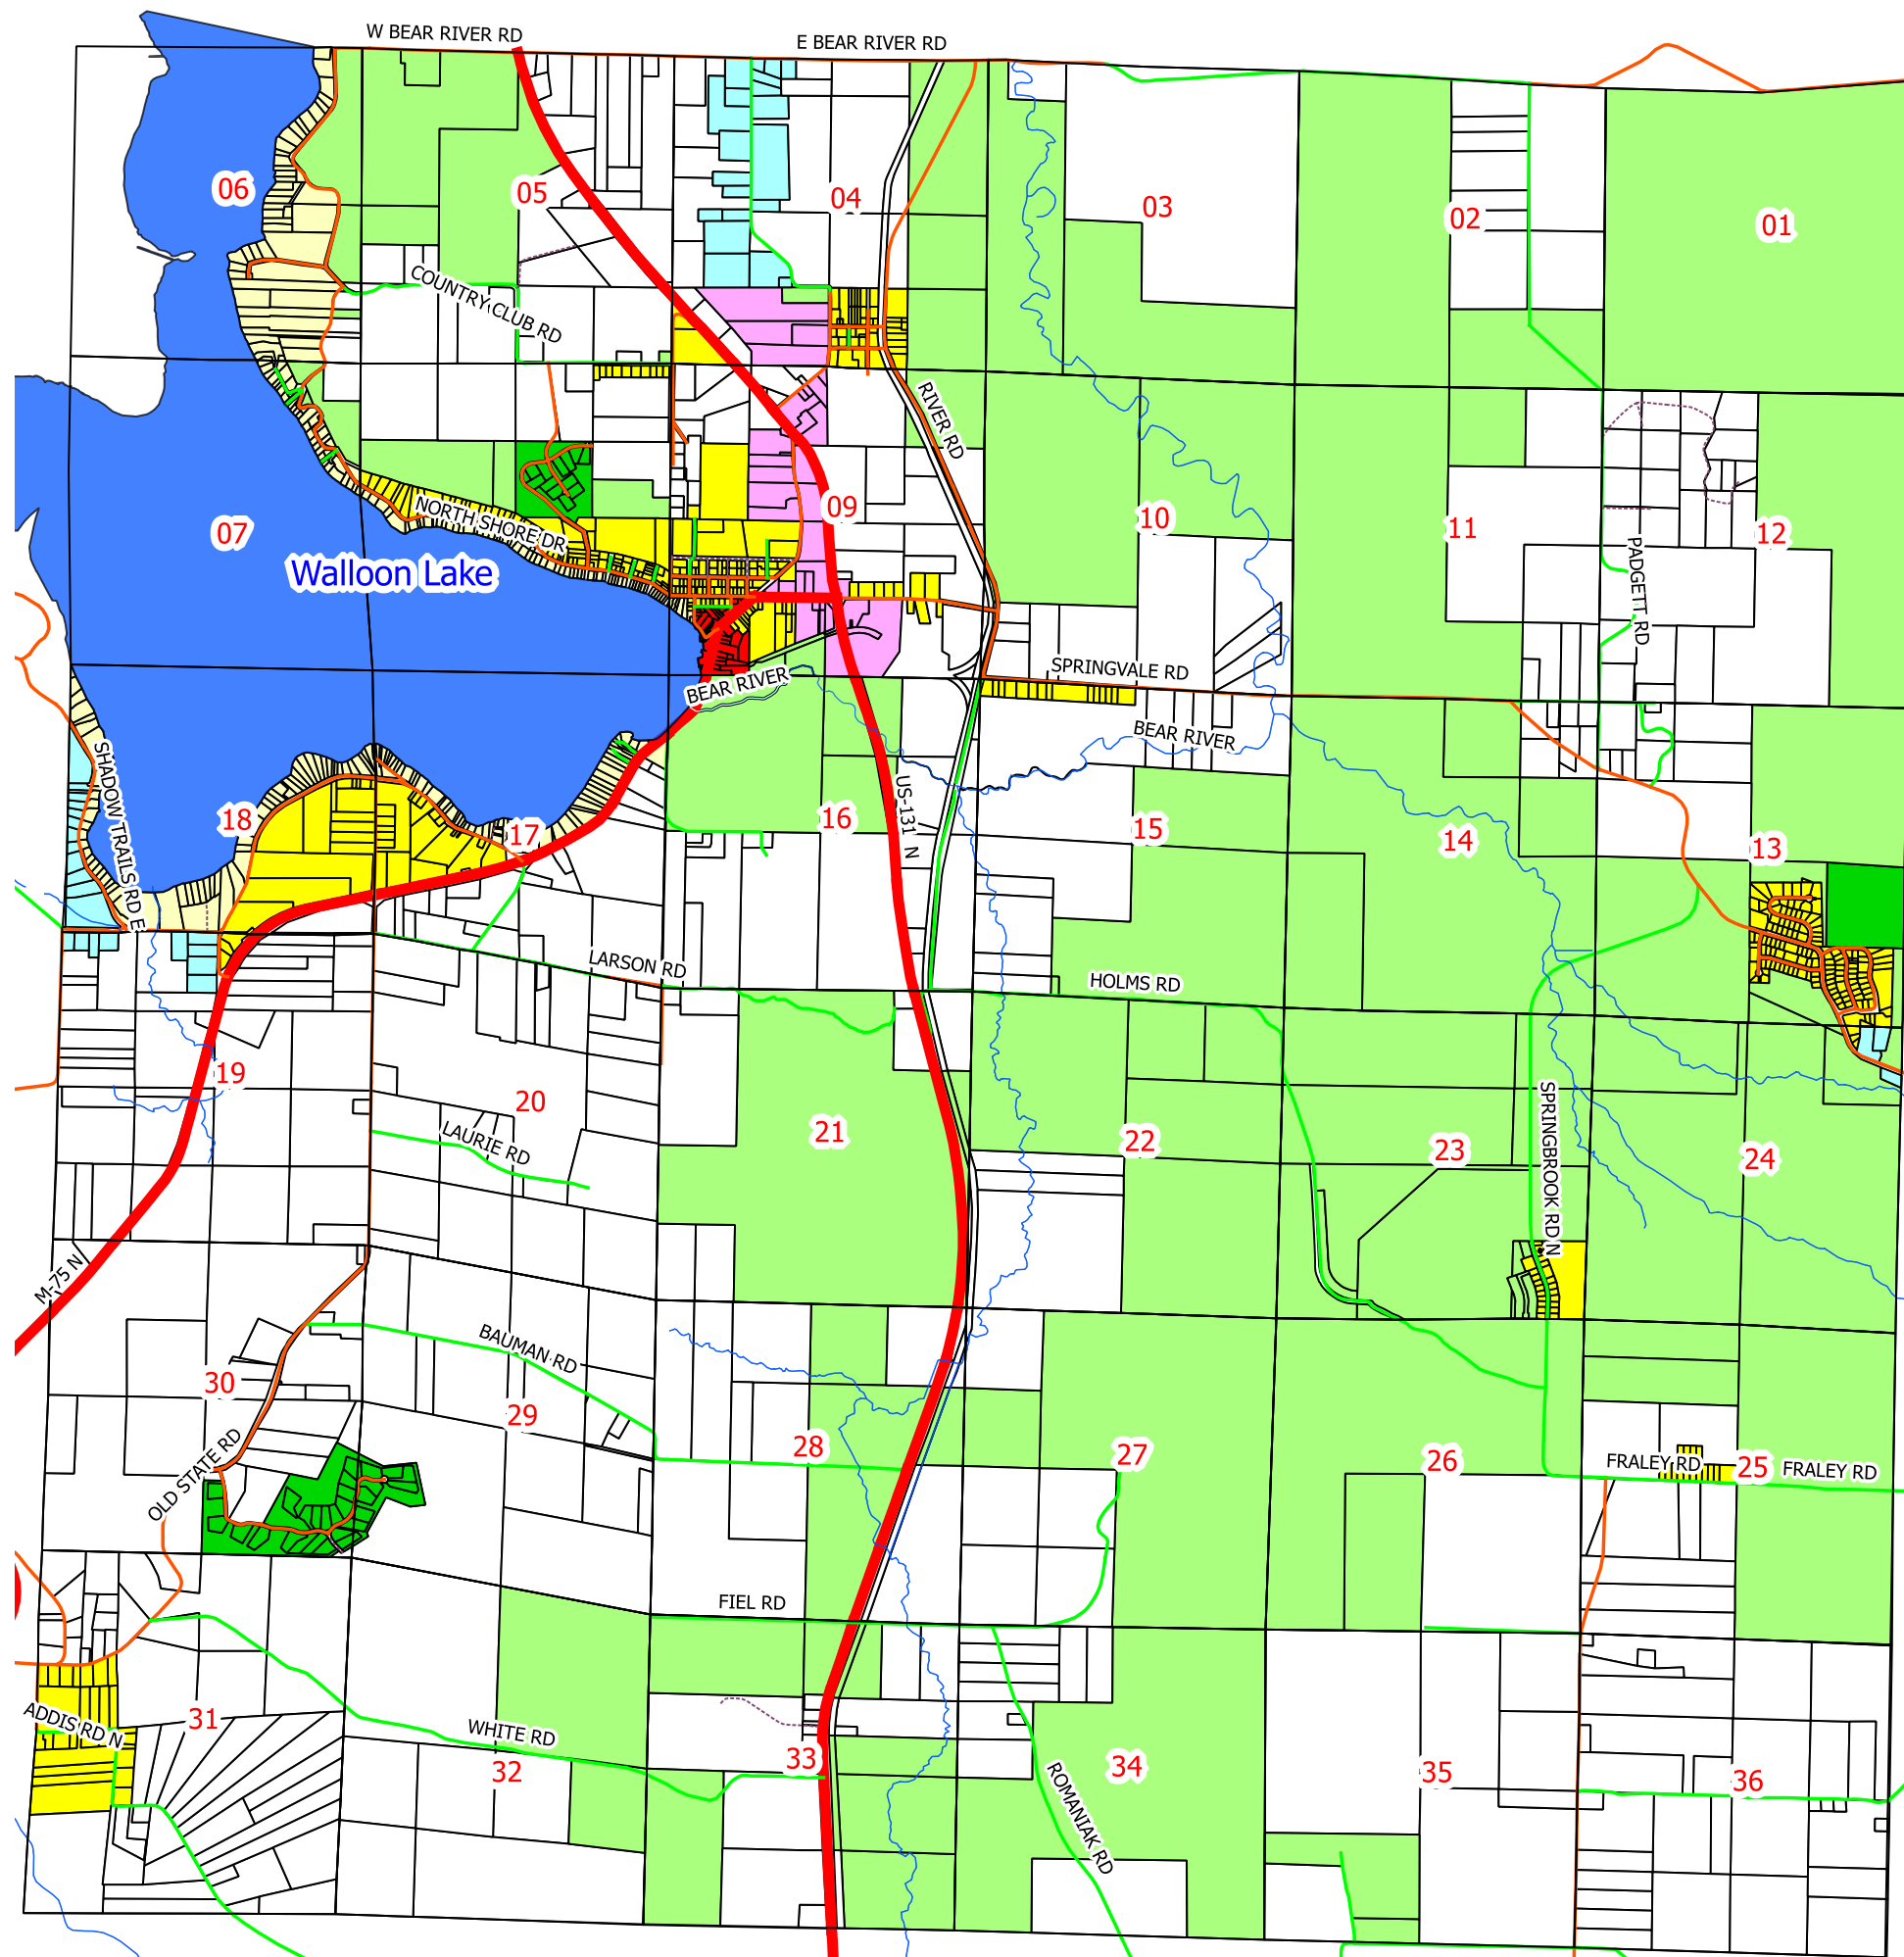 W BEAR RIVER RD
E BEAR RIVER RD
06
05
04
03
02
01
COUNTRY CLUB RD
RIVER RD
07
NORTH SHORE DR
09
10
11
12
Walloon Lake
PADGETT RD
SPRINGVALE RD
BEAR RIVER
BEAR RIVER
SHADOW TRAILS RD E
18
17
16
US-131 N
15
14
13
LARSON RD
HOLMS RD
19
20
21
22
23
24
LAURIE RD
SPRINGBROOK RD N
M-75 N
BAUMAN RD
30
29
28
27
26
25
FRALEY RD
FRALEY RD
OLD STATE RD
FIEL RD
ADDIS RD N
31
WHITE RD
32
33
34
35
36
ROMANIAK RD